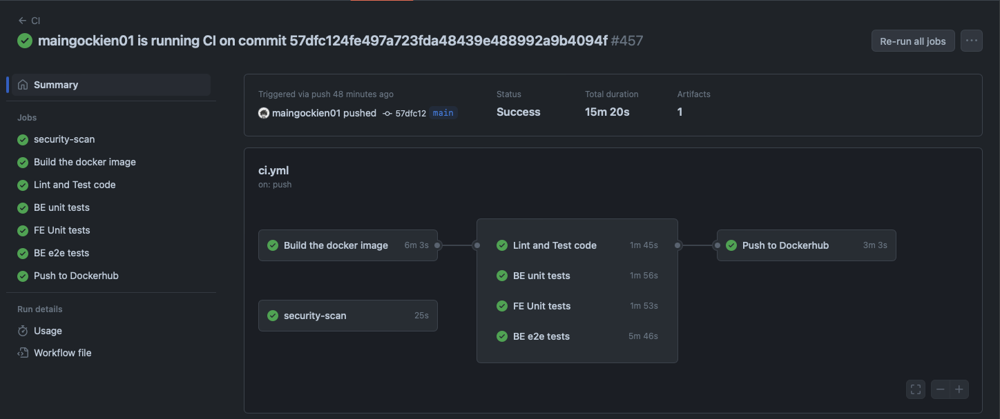 CI
maingockien01 is running CI on commit 57dfc124fe497a723fda48439e488992a9b4094f #457
Re-run all jobs
Summary
Jobs
security-scan
Build the docker image
Lint and Test code
BE unit tests
FE Unit tests
BE e2e tests
Push to Dockerhub
Run details
Usage
Workflow file
Triggered via push 48 minutes ago
maingockien01 pushed 57dfc12 main
Status
Success
Total duration
15m 20s
Artifacts
1
ci.yml
on: push
Build the docker image 6m 3s
security-scan 25s
Lint and Test code 1m 45s
BE unit tests 1m 56s
FE Unit tests 1m 53s
BE e2e tests 5m 46s
Push to Dockerhub 3m 3s